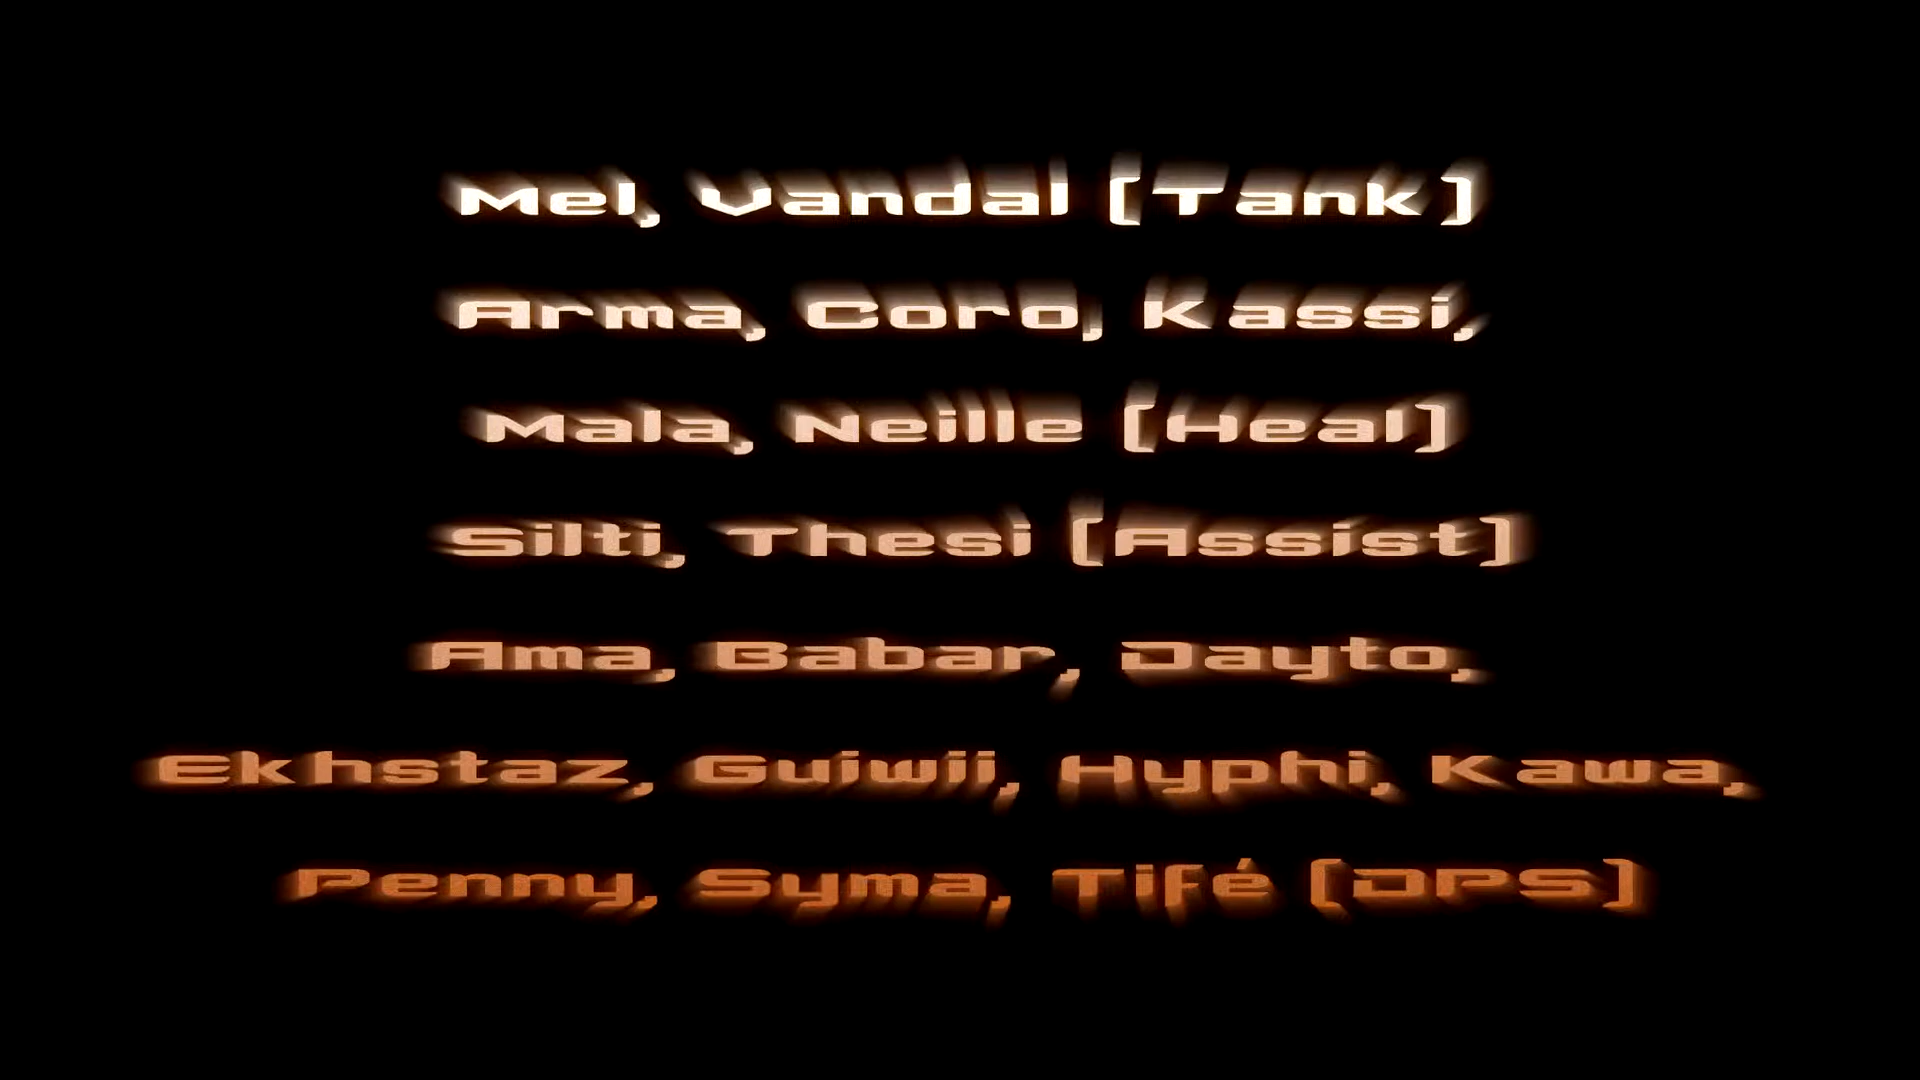 Mel, Vandal (Tank)
Arma, Coro, Kassi,
Mala, Neille (Heal)
Silti, Thesi (Assist)
Ama, Babar, Dayto,
Ekhstaz, Guiwii, Hyphi, Kawa,
Penny, Syma, Tifé (DPS)